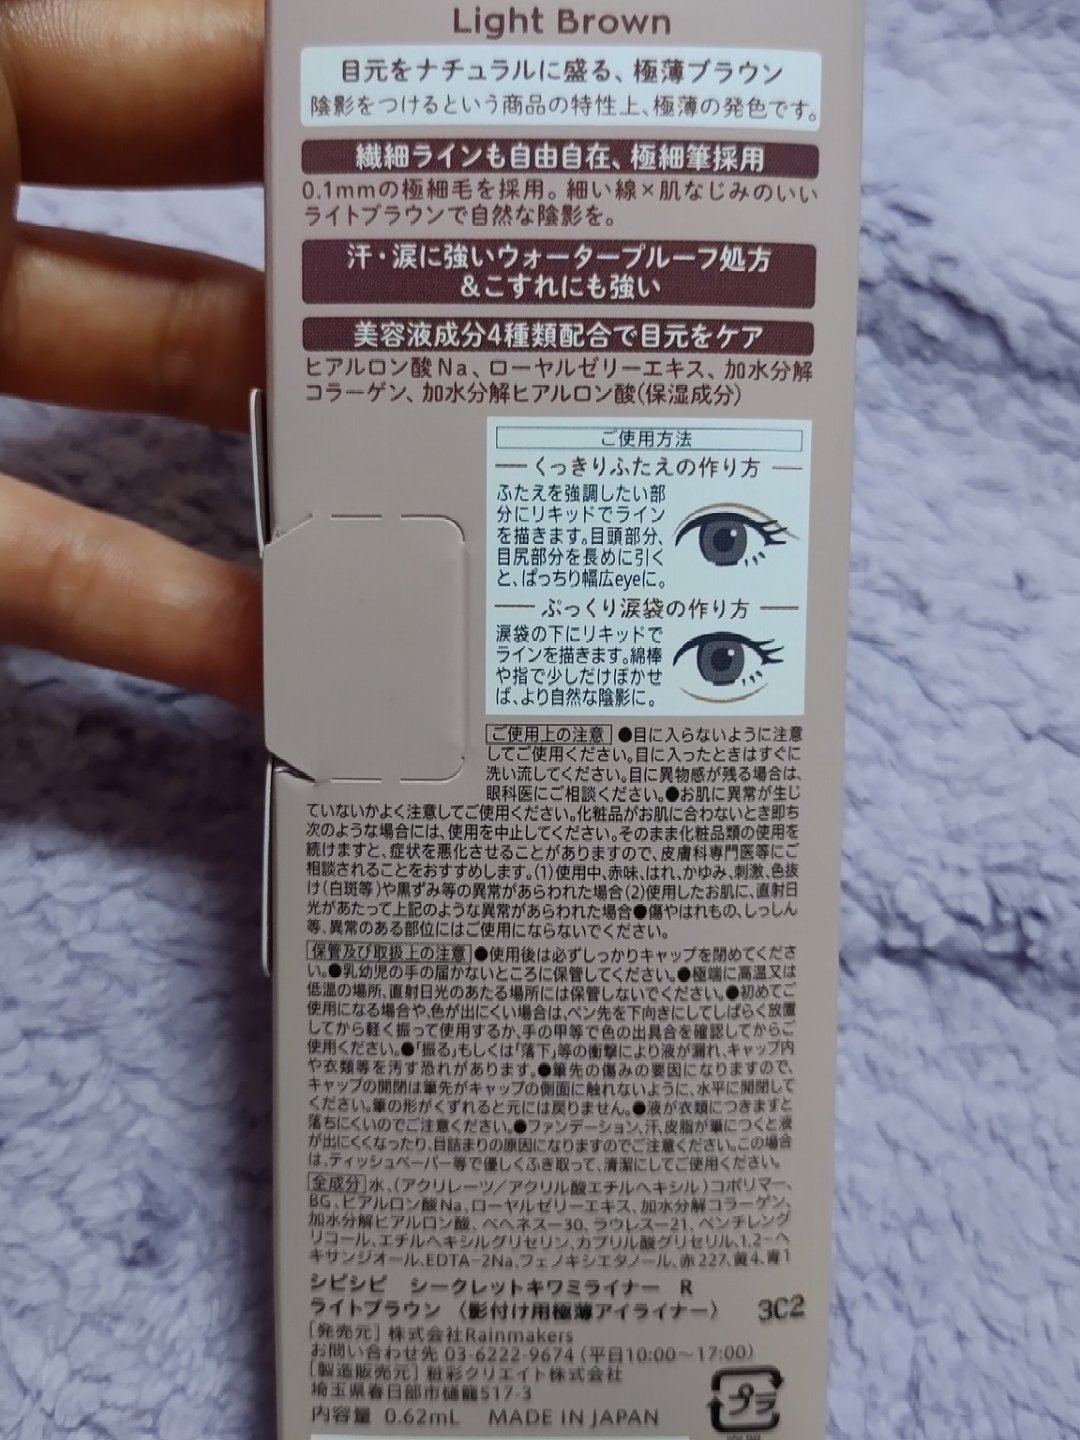 Light Brown
目元をナチュラルに盛る、極薄ブラウン
陰影をつけるという商品の特性上、極薄の発色です。
繊細ラインも自由自在、極細筆採用
0.1mmの極細毛を採用。細い線×肌なじみのいい
ライトブラウンで自然な陰影を。
汗・涙に強いウォータープルーフ処方
&こすれにも強い
美容液成分4種類配合で目元をケア
ヒアルロン酸Na、ローヤルゼリーエキス、加水分解
コラーゲン、加水分解ヒアルロン酸(保湿成分)
ご使用方法
くっきりふたえの作り方
ふたえを強調したい部
分にリキッドでライン
を描きます。目頭部分、
目尻部分を長めに引く
と、ぱっちり幅広eyeに。
ぷっくり涙袋の作り方
涙袋の下にリキッドで
ラインを描きます。綿棒
や指で少しだけぼかせ
ば、より自然な陰影に。
ご使用上の注意 ●目に入らないように注意
してご使用ください。目に入ったときはすぐに
洗い流してください。目に異物感が残る場合は、
眼科医にご相談ください。●お肌に異常が生じ
ていないかよく注意してご使用ください。化粧品がお肌に合わないとき即ち
次のような場合には、使用を中止してください。そのまま化粧品類の使用を
続けますと、症状を悪化させることがありますので、皮膚科専門医等にご
相談されることをおすすめします。(1)使用中、赤味、はれ、かゆみ、刺激、色抜
け(白斑等)や黒ずみ等の異常があらわれた場合(2)使用したお肌に、直射日
光があたって上記のような異常があらわれた場合●傷やはれもの、しっしん
等、異常のある部位にはご使用にならないでください。
保管及び取扱上の注意 ●使用後は必ずしっかりキャップを閉めてくださ
い。●乳幼児の手の届かないところに保管してください。●極端に高温又は
低温の場所、直射日光のあたる場所には保管しないでください。●初めてご
使用になる場合や、色が出にくい場合は、ペン先を下向きにしてしばらく放置
してから軽く振って使用するか、手の甲等で色の出具合を確認してからご
使用ください。●「振る」もしくは「落下」等の衝撃により液が漏れ、キャップ内
や衣類等を汚す恐れがあります。●筆先の傷みの要因になりますので、
キャップの開閉は筆先がキャップの側面に触れないように、水平に開閉して
ください。筆の形がくずれると元には戻りません。●液が衣類につきますと
落ちにくいのでご注意ください。●ファンデーション、汗、皮脂が筆につくと液
が出にくくなったり、目詰まりの原因になりますのでご注意ください。この場合
は、ティッシュペーパー等で優しくふき取って、清潔にしてご使用ください。
全成分 水、(アクリレーツ/アクリル酸エチルヘキシル)コポリマー、
BG、ヒアルロン酸Na、ローヤルゼリーエキス、加水分解コラーゲン、
加水分解ヒアルロン酸、ベヘネス-30、ラウレス-21、ペンチレング
リコール、エチルヘキシルグリセリン、カプリル酸グリセリル、1,2-ヘ
キサンジオール、EDTA-2Na、フェノキシエタノール、赤227、黄4、青1
シピシピ シークレットキワミライナー R
ライトブラウン 〈影付け用極薄アイライナー〉 3C2
[発売元] 株式会社Rainmakers
お問い合わせ先 03-6222-9674 (平日10:00〜17:00)
[製造販売元] 粧彩クリエイト株式会社
埼玉県春日部市樋籠517-3
内容量 0.62mL MADE IN JAPAN
プラ